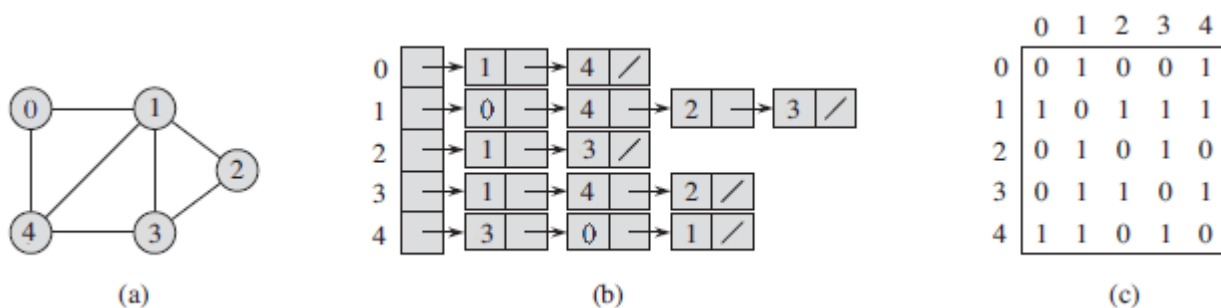 0 1
2
4 3
(a)
0 1 4 /
1 0 4 2 3 /
2 1 3 /
3 1 4 2 /
4 3 0 1 /
(b)
0 1 2 3 4
0 0 1 0 0 1
1 1 0 1 1 1
2 0 1 0 1 0
3 0 1 1 0 1
4 1 1 0 1 0
(c)